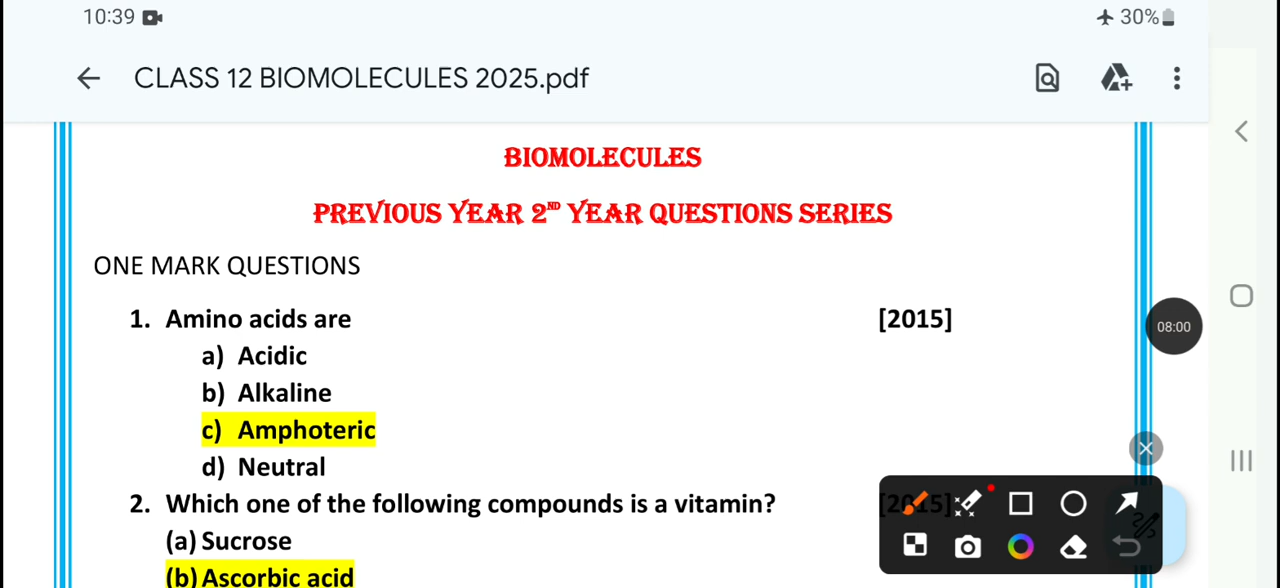 10:39 30%
CLASS 12 BIOMOLECULES 2025.pdf
BIOMOLECULES
PREVIOUS YEAR 2ND YEAR QUESTIONS SERIES
ONE MARK QUESTIONS
1. Amino acids are [2015]
a) Acidic
08:00
b) Alkaline
c) Amphoteric
d) Neutral
2. Which one of the following compounds is a vitamin? [2015]
(a) Sucrose
(b) Ascorbic acid